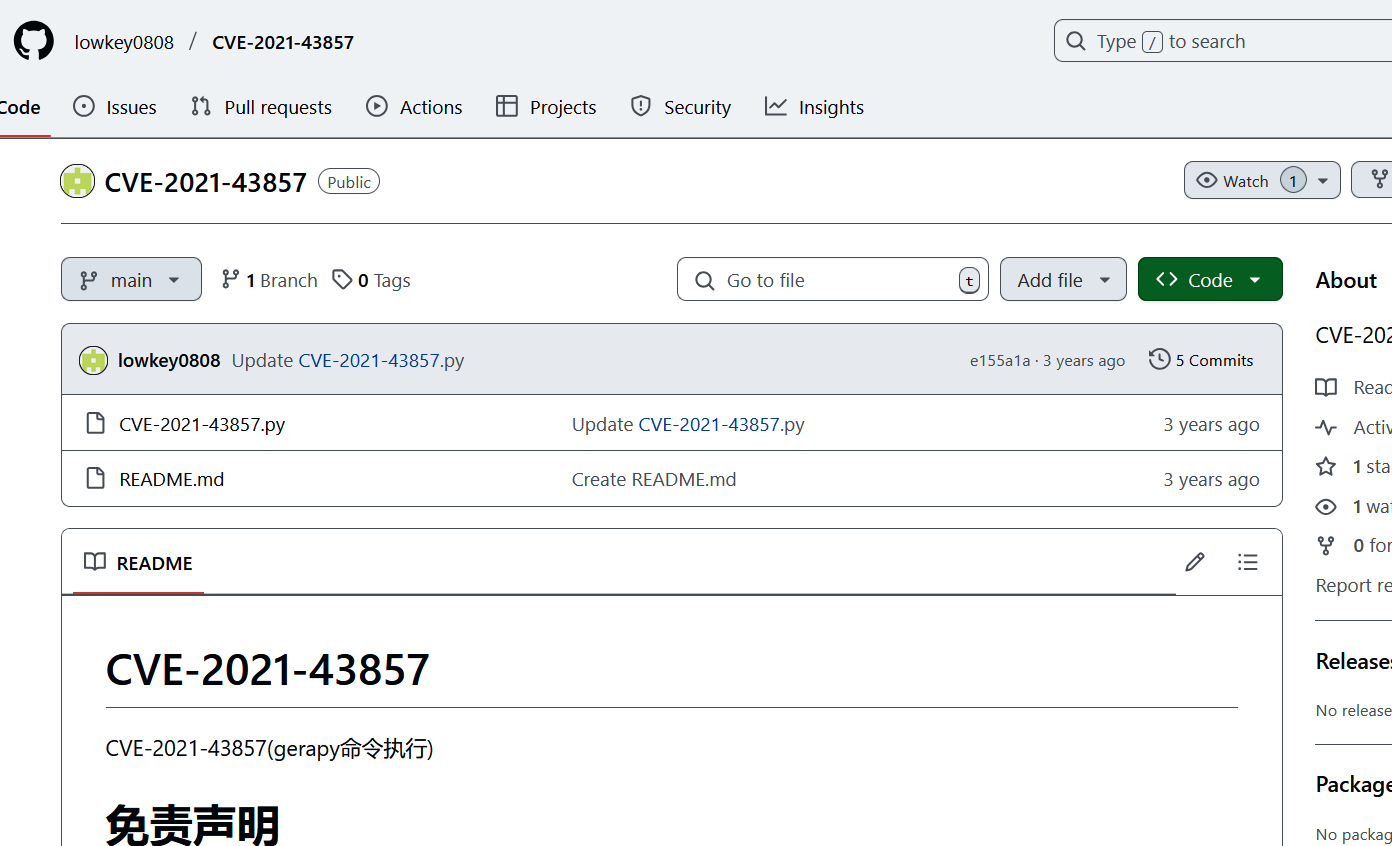 lowkey0808 / CVE-2021-43857
Type / to search
Code Issues Pull requests Actions Projects Security Insights
CVE-2021-43857 Public
Watch 1
main 1 Branch 0 Tags
Go to file t Add file Code
About
lowkey0808 Update CVE-2021-43857.py e155a1a · 3 years ago 5 Commits
CVE-202
CVE-2021-43857.py Update CVE-2021-43857.py 3 years ago
Read
Activ
README.md Create README.md 3 years ago
1 sta
1 wat
0 for
README
Report re
CVE-2021-43857
Releases
No release
CVE-2021-43857(gerapy命令执行)
Package
免责声明
No packag